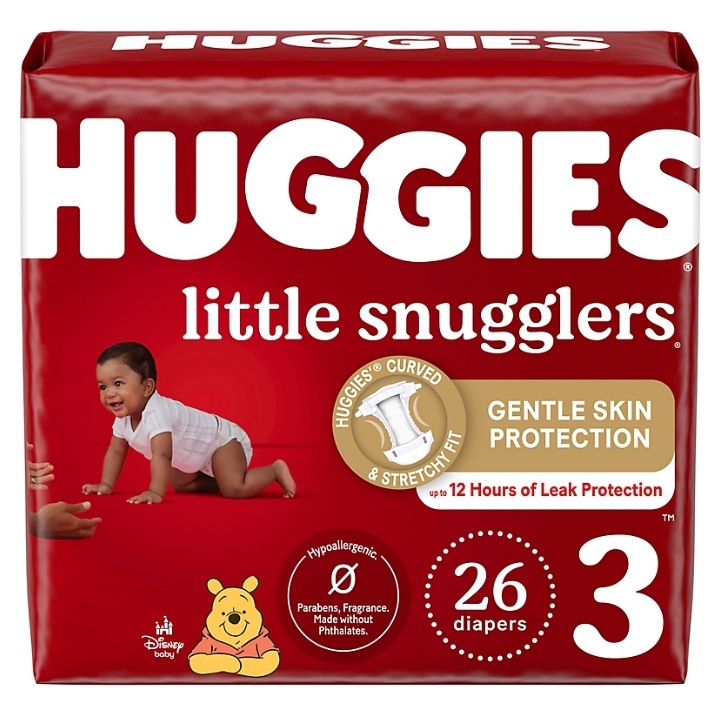 HUGGIES
HUGGIES®
little snugglers®
HUGGIES'® CURVED
& STRETCHY FIT
GENTLE SKIN
PROTECTION
up to 12 Hours of Leak Protection
™
Hypoallergenic.
Parabens, Fragrance.
Made without
Phthalates.
26
diapers
3
Disney
baby